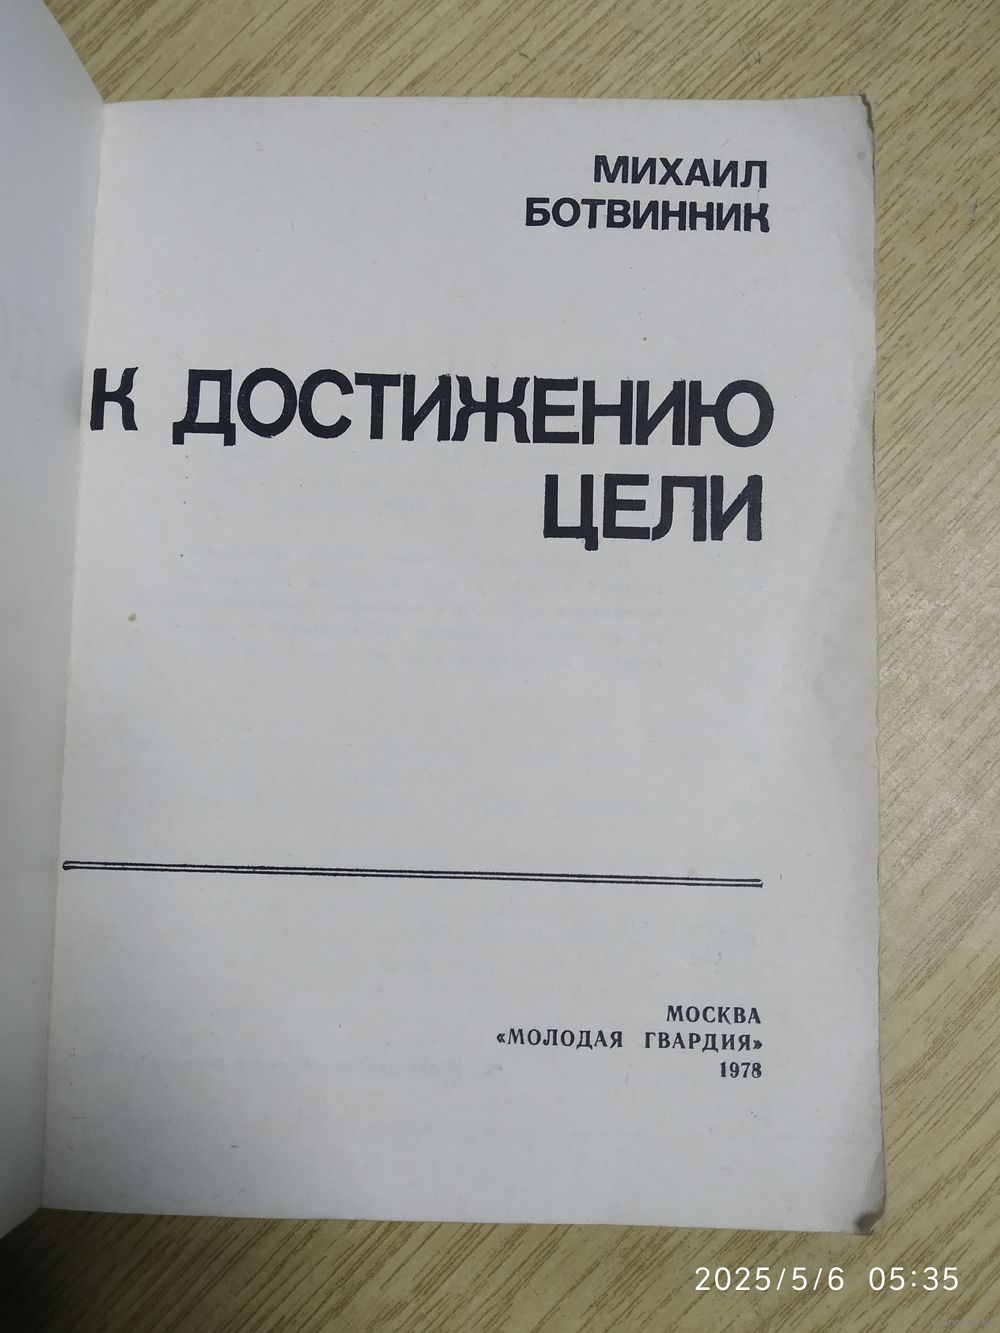 МИХАИЛ
БОТВИННИК
К ДОСТИЖЕНИЮ
ЦЕЛИ
МОСКВА
«МОЛОДАЯ ГВАРДИЯ»
1978
2025/5/6 05:35